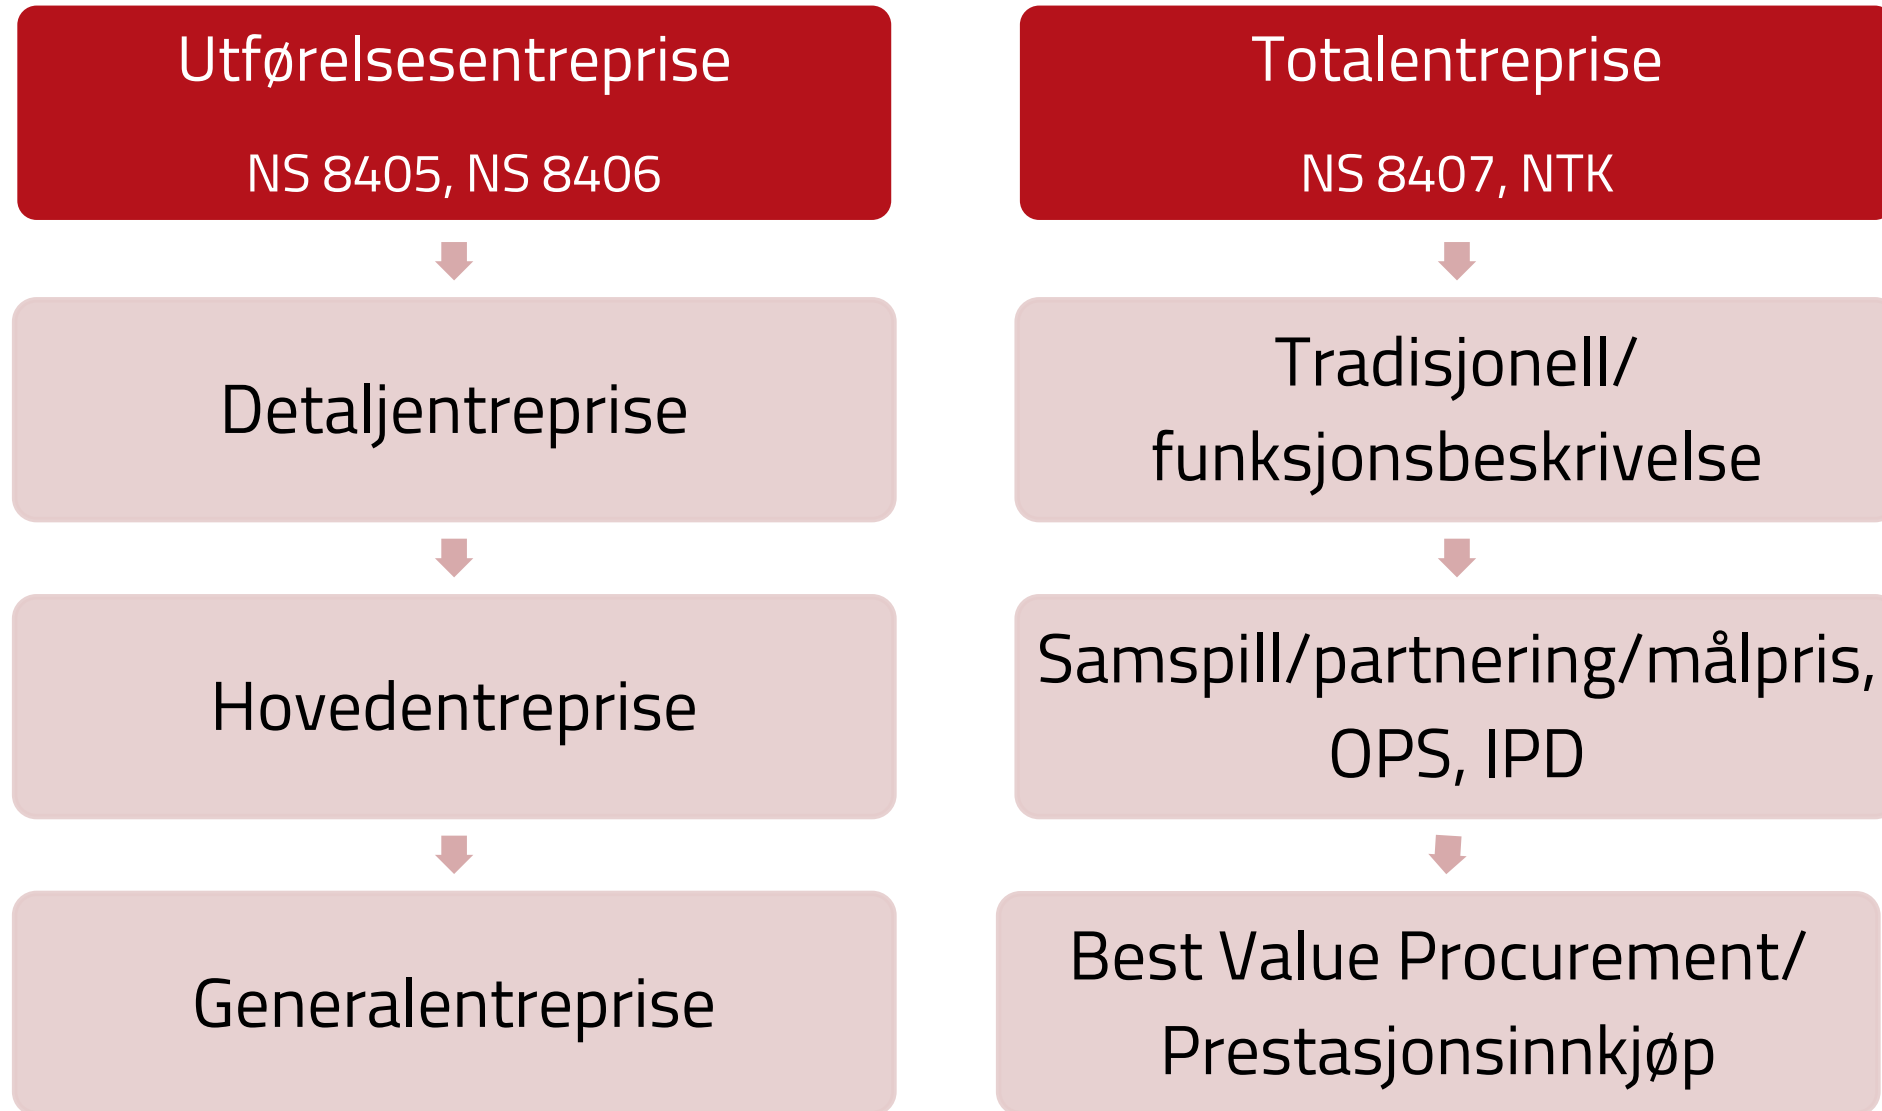 Utførelsesentreprise
NS 8405, NS 8406
Detaljentreprise
Hovedentreprise
Generalentreprise
Totalentreprise
NS 8407, NTK
Tradisjonell/
funksjonsbeskrivelse
Samspill/partnering/målpris,
OPS, IPD
Best Value Procurement/
Prestasjonsinnkjøp